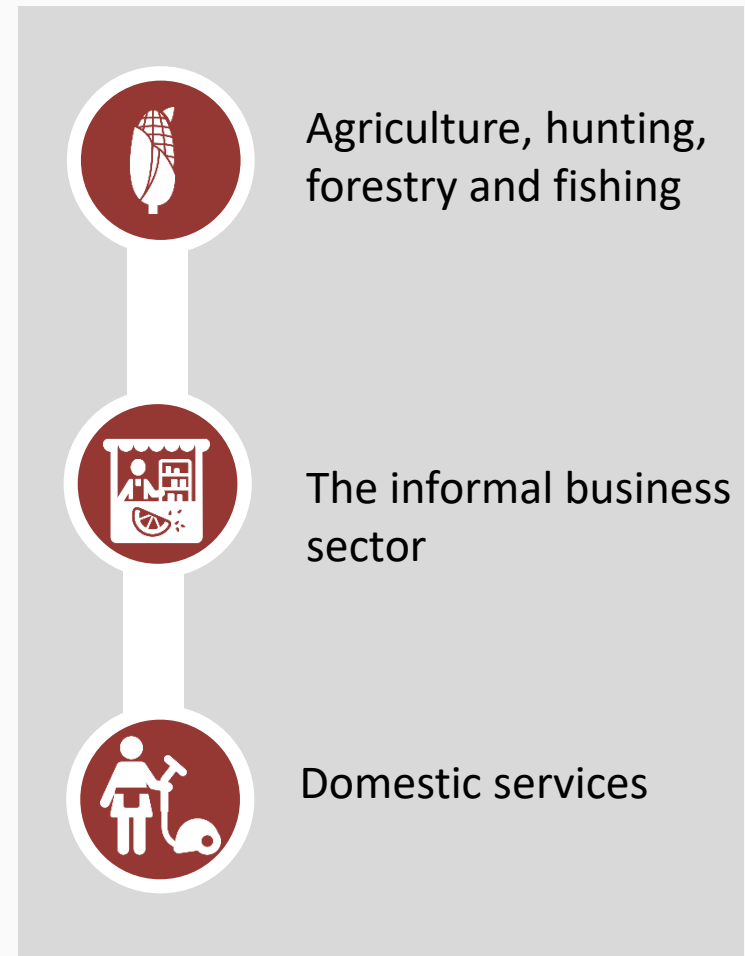 Agriculture, hunting,
forestry and fishing
The informal business
sector
Domestic services